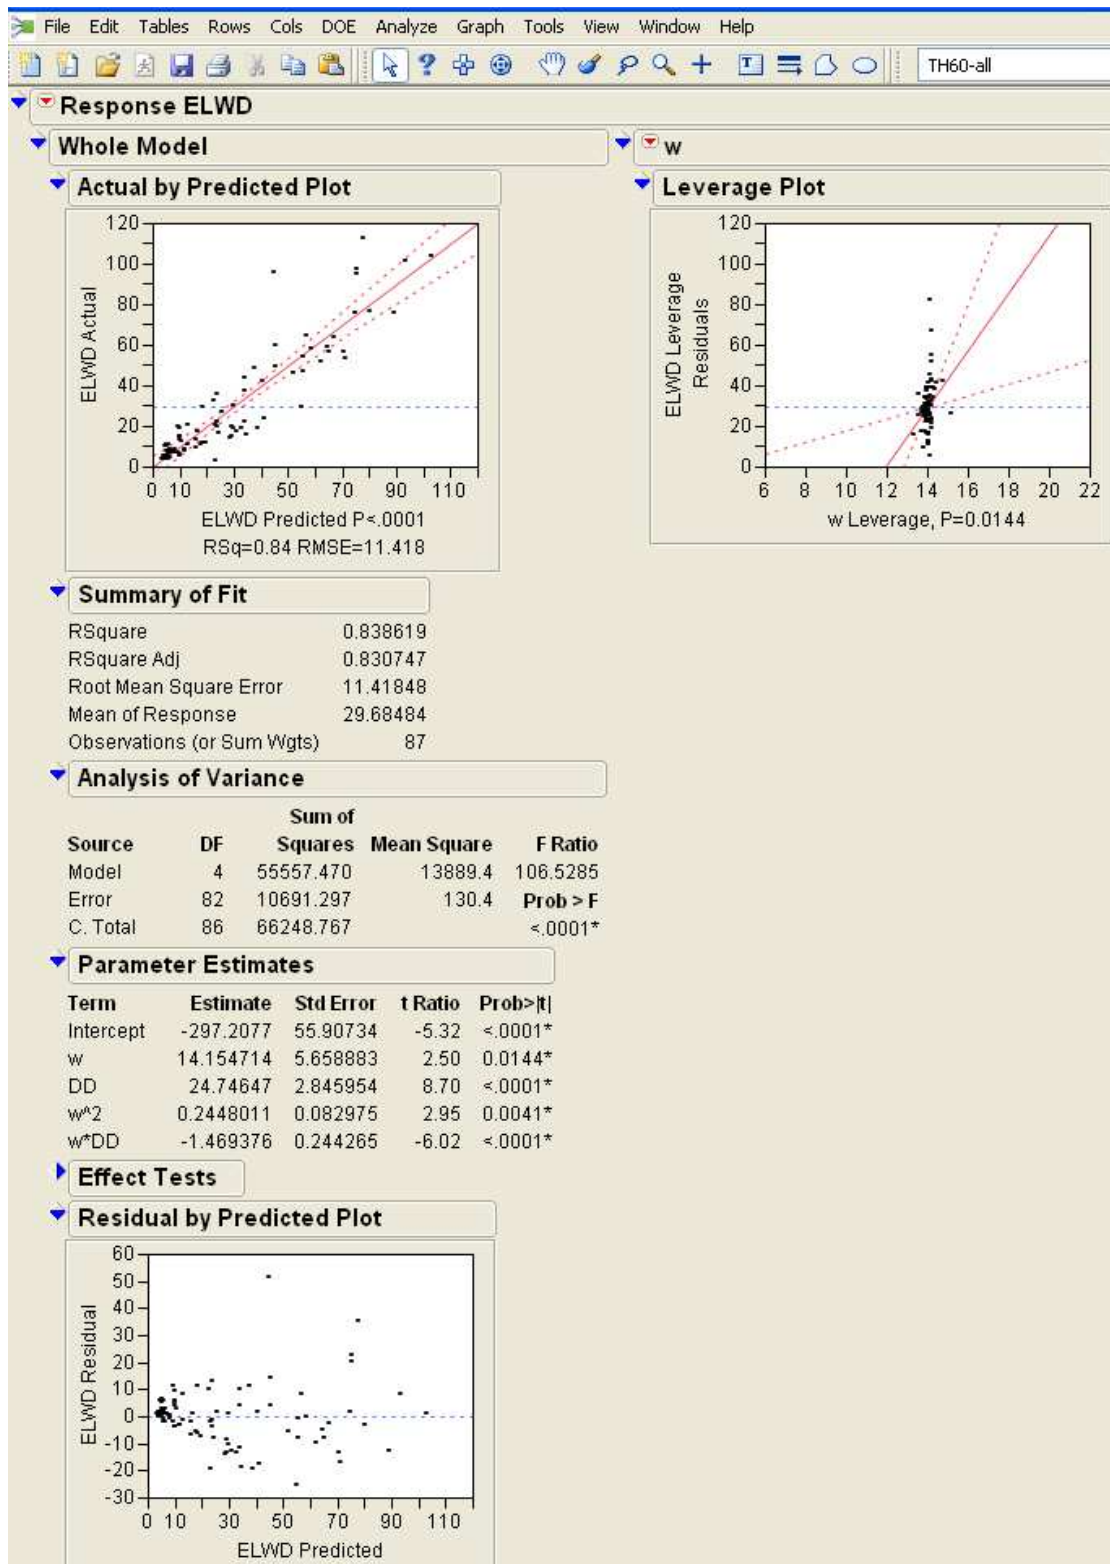 File Edit Tables Rows Cols DOE Analyze Graph Tools View Window Help
TH60-all
Response ELWD
Whole Model
Actual by Predicted Plot
120
100
80
60
40
20
0
ELWD Actual
0 10 30 50 70 90 110
ELWD Predicted P<.0001
RSq=0.84 RMSE=11.418
w
Leverage Plot
120
100
80
60
40
20
0
ELWD Leverage
Residuals
6 8 10 12 14 16 18 20 22
w Leverage, P=0.0144
Summary of Fit
RSquare 0.838619
RSquare Adj 0.830747
Root Mean Square Error 11.41848
Mean of Response 29.68484
Observations (or Sum Wgts) 87
Analysis of Variance
Sum of
Source DF Squares Mean Square F Ratio
Model 4 55557.470 13889.4 106.5285
Error 82 10691.297 130.4 Prob > F
C. Total 86 66248.767 <.0001*
Parameter Estimates
Term Estimate Std Error t Ratio Prob>|t|
Intercept -297.2077 55.90734 -5.32 <.0001*
w 14.154714 5.658883 2.50 0.0144*
DD 24.74647 2.845954 8.70 <.0001*
w^2 0.2448011 0.082975 2.95 0.0041*
w*DD -1.469376 0.244265 -6.02 <.0001*
Effect Tests
Residual by Predicted Plot
60
50
40
30
20
10
0
-10
-20
-30
ELWD Residual
0 10 30 50 70 90 110
ELWD Predicted